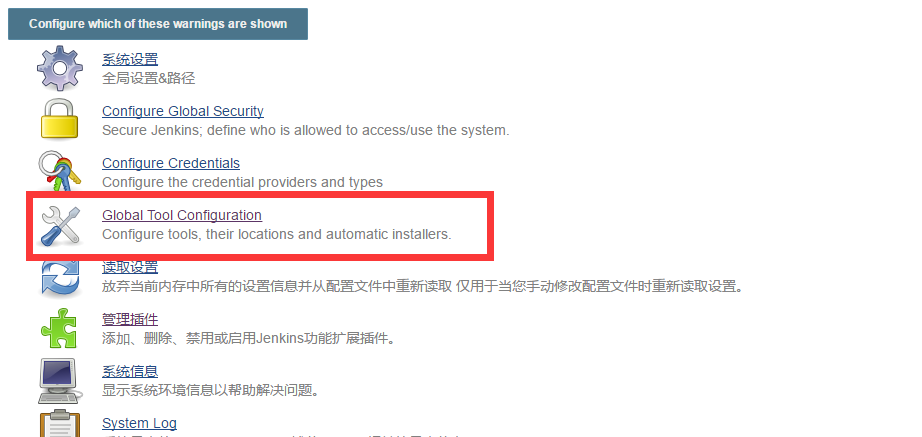 Configure which of these warnings are shown
系统设置
全局设置&路径
Configure Global Security
Secure Jenkins; define who is allowed to access/use the system.
Configure Credentials
Configure the credential providers and types
Global Tool Configuration
Configure tools, their locations and automatic installers.
读取设置
放弃当前内存中所有的设置信息并从配置文件中重新读取 仅用于当您手动修改配置文件时重新读取设置。
管理插件
添加、删除、禁用或启用Jenkins功能扩展插件。
系统信息
显示系统环境信息以帮助解决问题。
System Log